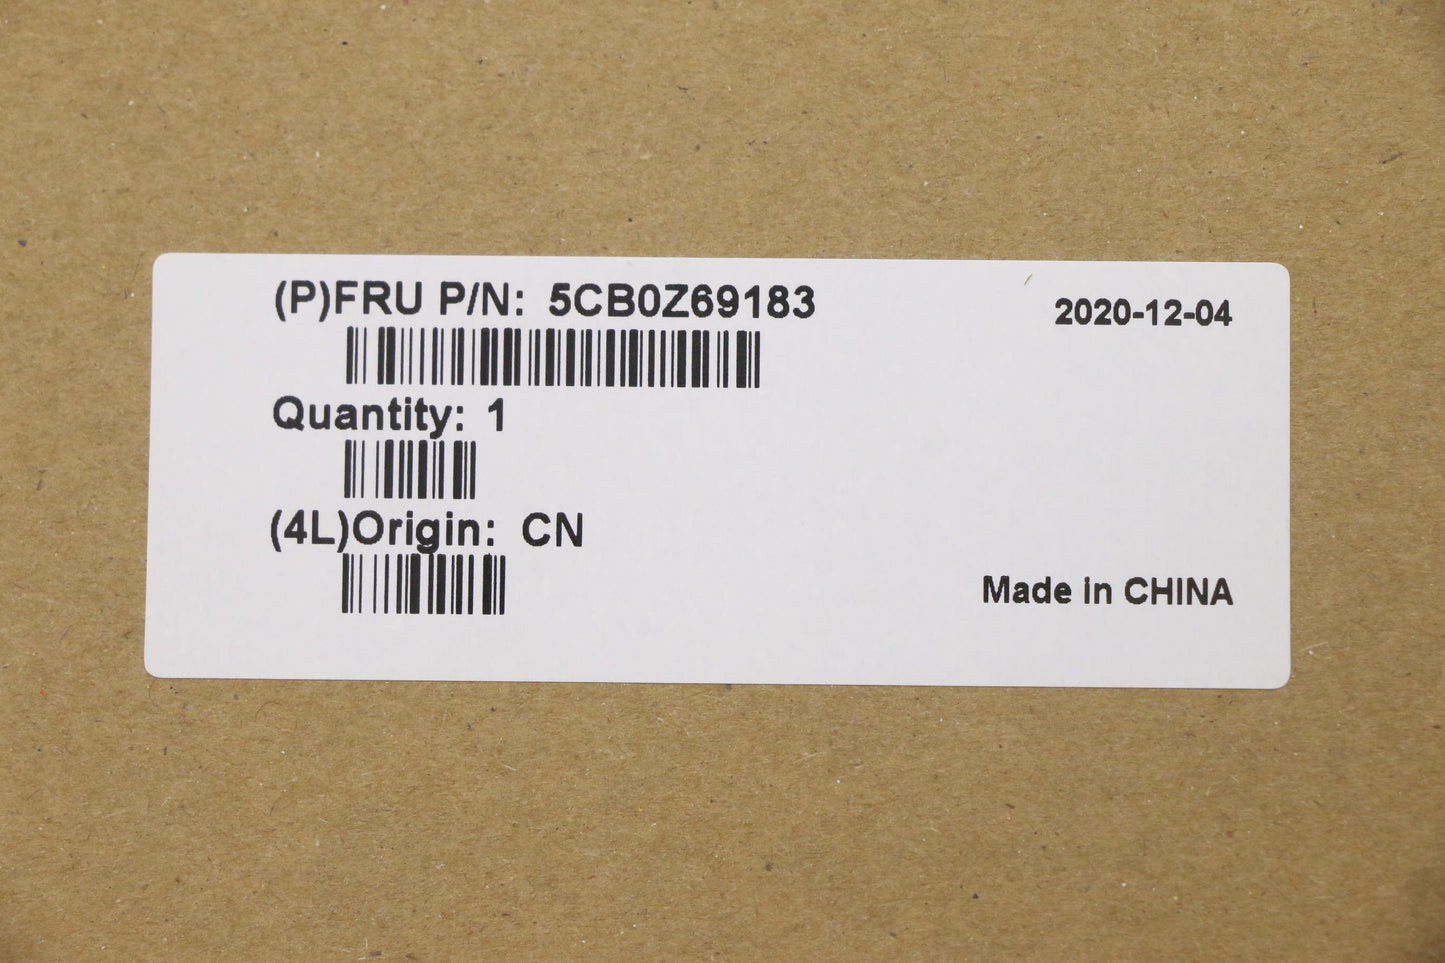 (P)FRU P/N: 5CB0Z69183
2020-12-04
Quantity: 1
(4L)Origin: CN
Made in CHINA